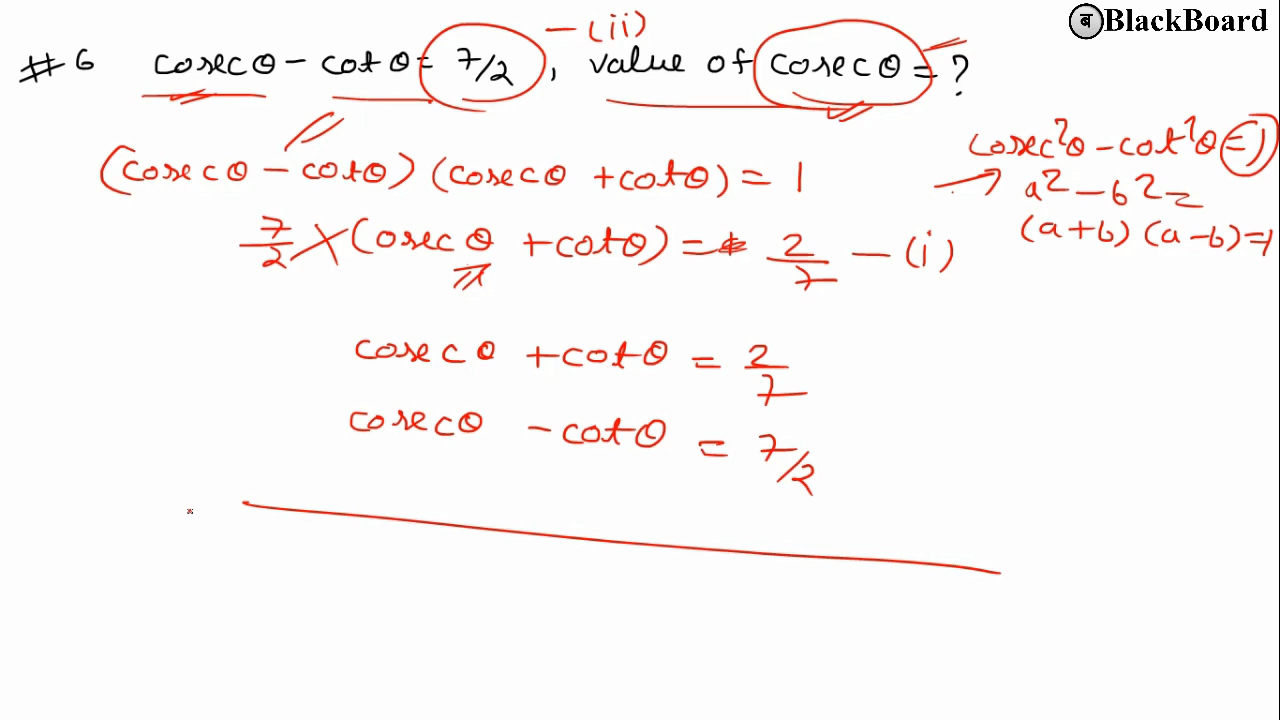 ब BlackBoard
— (ii)
# 6 cosecθ − cotθ = 7/2 , value of cosecθ = ?
cosec²θ − cot²θ = 1
(cosecθ − cotθ) (cosecθ + cotθ) = 1
a² − b² =
(a+b) (a−b) = 1
7/2 × (cosecθ + cotθ) = 2/7 — (i)
cosecθ + cotθ = 2/7
cosecθ − cotθ = 7/2